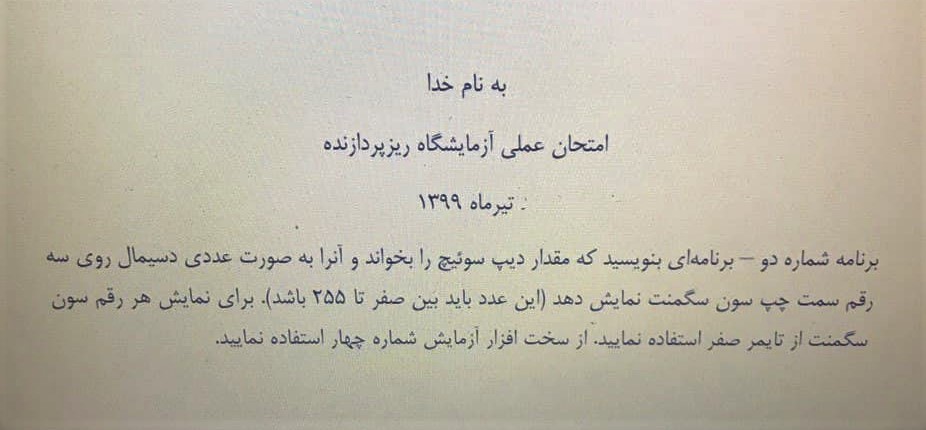 به نام خدا
امتحان عملی آزمایشگاه ریزپردازنده
تیرماه ۱۳۹۹
برنامه شماره دو – برنامه‌ای بنویسید که مقدار دیپ سوئیچ را بخواند و آنرا به صورت عددی دسیمال روی سه
رقم سمت چپ سون سگمنت نمایش دهد (این عدد باید بین صفر تا ۲۵۵ باشد). برای نمایش هر رقم سون
سگمنت از تایمر صفر استفاده نمایید. از سخت افزار آزمایش شماره چهار استفاده نمایید.